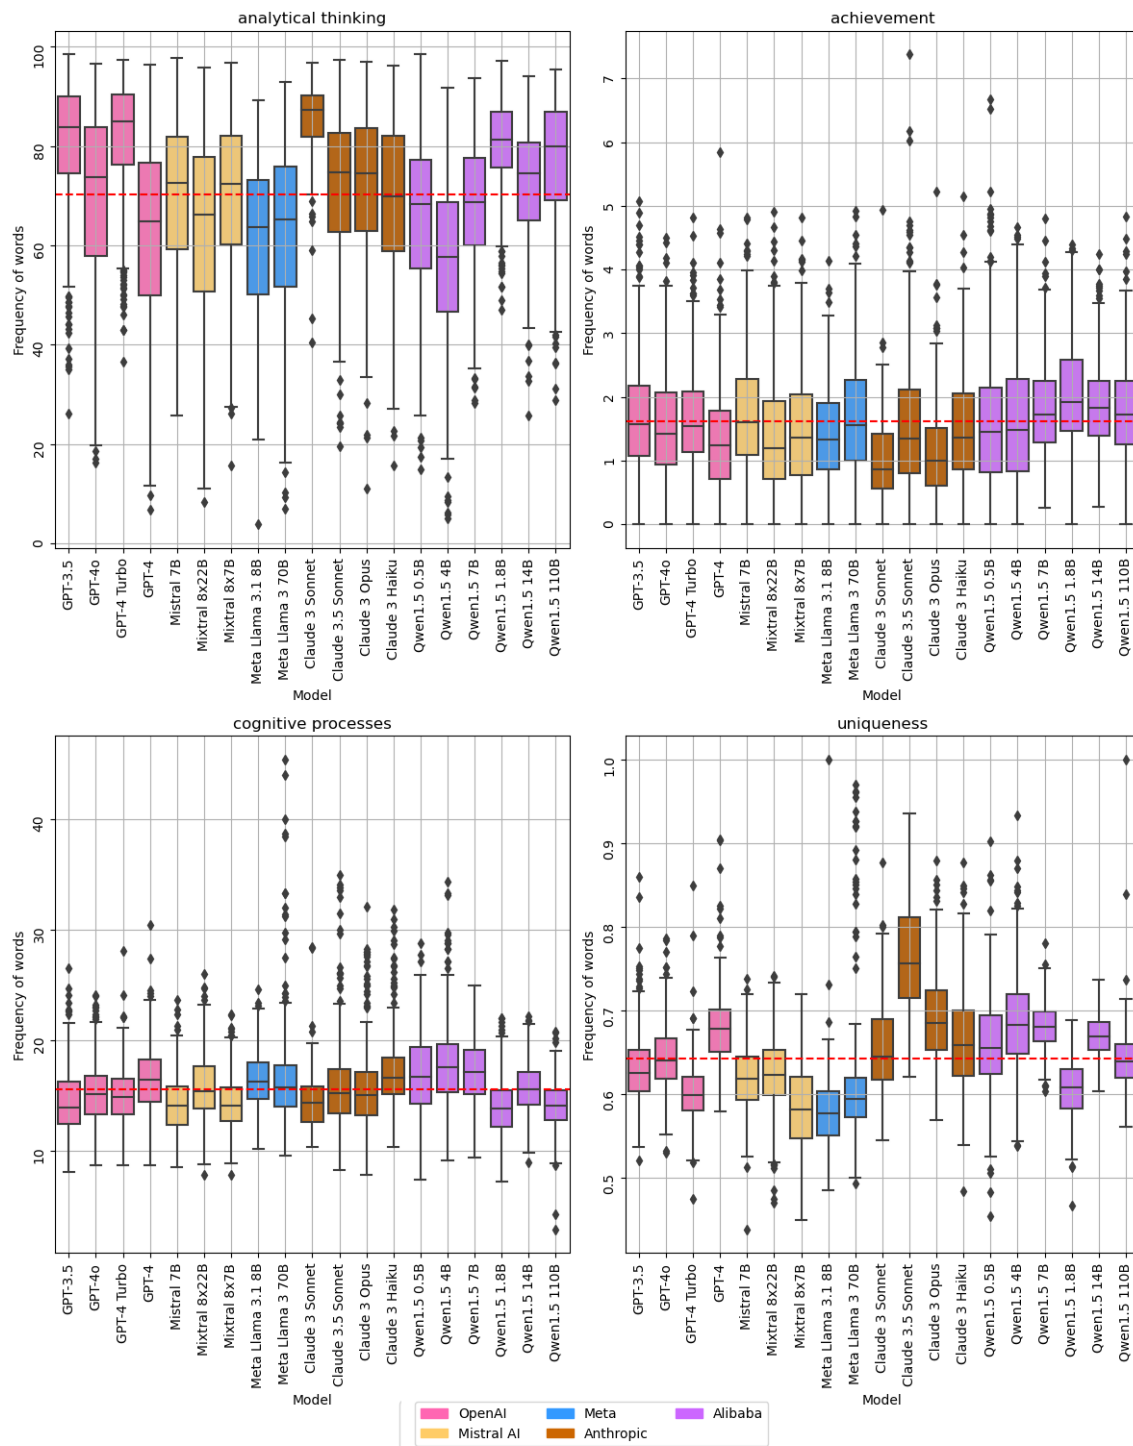 analytical thinking
Frequency of words
100
80
60
40
20
0
GPT-3.5
GPT-4o
GPT-4 Turbo
GPT-4
Mistral 7B
Mixtral 8x22B
Mixtral 8x7B
Meta Llama 3.1 8B
Meta Llama 3 70B
Claude 3 Sonnet
Claude 3.5 Sonnet
Claude 3 Opus
Claude 3 Haiku
Qwen1.5 0.5B
Qwen1.5 4B
Qwen1.5 7B
Qwen1.5 1.8B
Qwen1.5 14B
Qwen1.5 110B
Model
achievement
Frequency of words
7
6
5
4
3
2
1
0
GPT-3.5
GPT-4o
GPT-4 Turbo
GPT-4
Mistral 7B
Mixtral 8x22B
Mixtral 8x7B
Meta Llama 3.1 8B
Meta Llama 3 70B
Claude 3 Sonnet
Claude 3.5 Sonnet
Claude 3 Opus
Claude 3 Haiku
Qwen1.5 0.5B
Qwen1.5 4B
Qwen1.5 7B
Qwen1.5 1.8B
Qwen1.5 14B
Qwen1.5 110B
Model
cognitive processes
Frequency of words
40
30
20
10
GPT-3.5
GPT-4o
GPT-4 Turbo
GPT-4
Mistral 7B
Mixtral 8x22B
Mixtral 8x7B
Meta Llama 3.1 8B
Meta Llama 3 70B
Claude 3 Sonnet
Claude 3.5 Sonnet
Claude 3 Opus
Claude 3 Haiku
Qwen1.5 0.5B
Qwen1.5 4B
Qwen1.5 7B
Qwen1.5 1.8B
Qwen1.5 14B
Qwen1.5 110B
Model
uniqueness
Frequency of words
1.0
0.9
0.8
0.7
0.6
0.5
GPT-3.5
GPT-4o
GPT-4 Turbo
GPT-4
Mistral 7B
Mixtral 8x22B
Mixtral 8x7B
Meta Llama 3.1 8B
Meta Llama 3 70B
Claude 3 Sonnet
Claude 3.5 Sonnet
Claude 3 Opus
Claude 3 Haiku
Qwen1.5 0.5B
Qwen1.5 4B
Qwen1.5 7B
Qwen1.5 1.8B
Qwen1.5 14B
Qwen1.5 110B
Model
OpenAI
Mistral AI
Meta
Anthropic
Alibaba